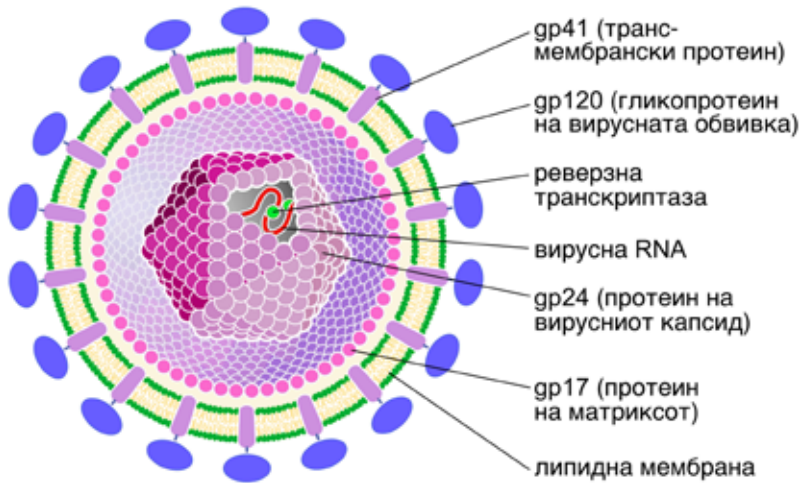 gp41 (транс-
мембрански протеин)
gp120 (гликопротеин
на вирусната обвивка)
реверзна
транскриптаза
вирусна RNA
gp24 (протеин на
вирусниот капсид)
gp17 (протеин
на матриксот)
липидна мембрана